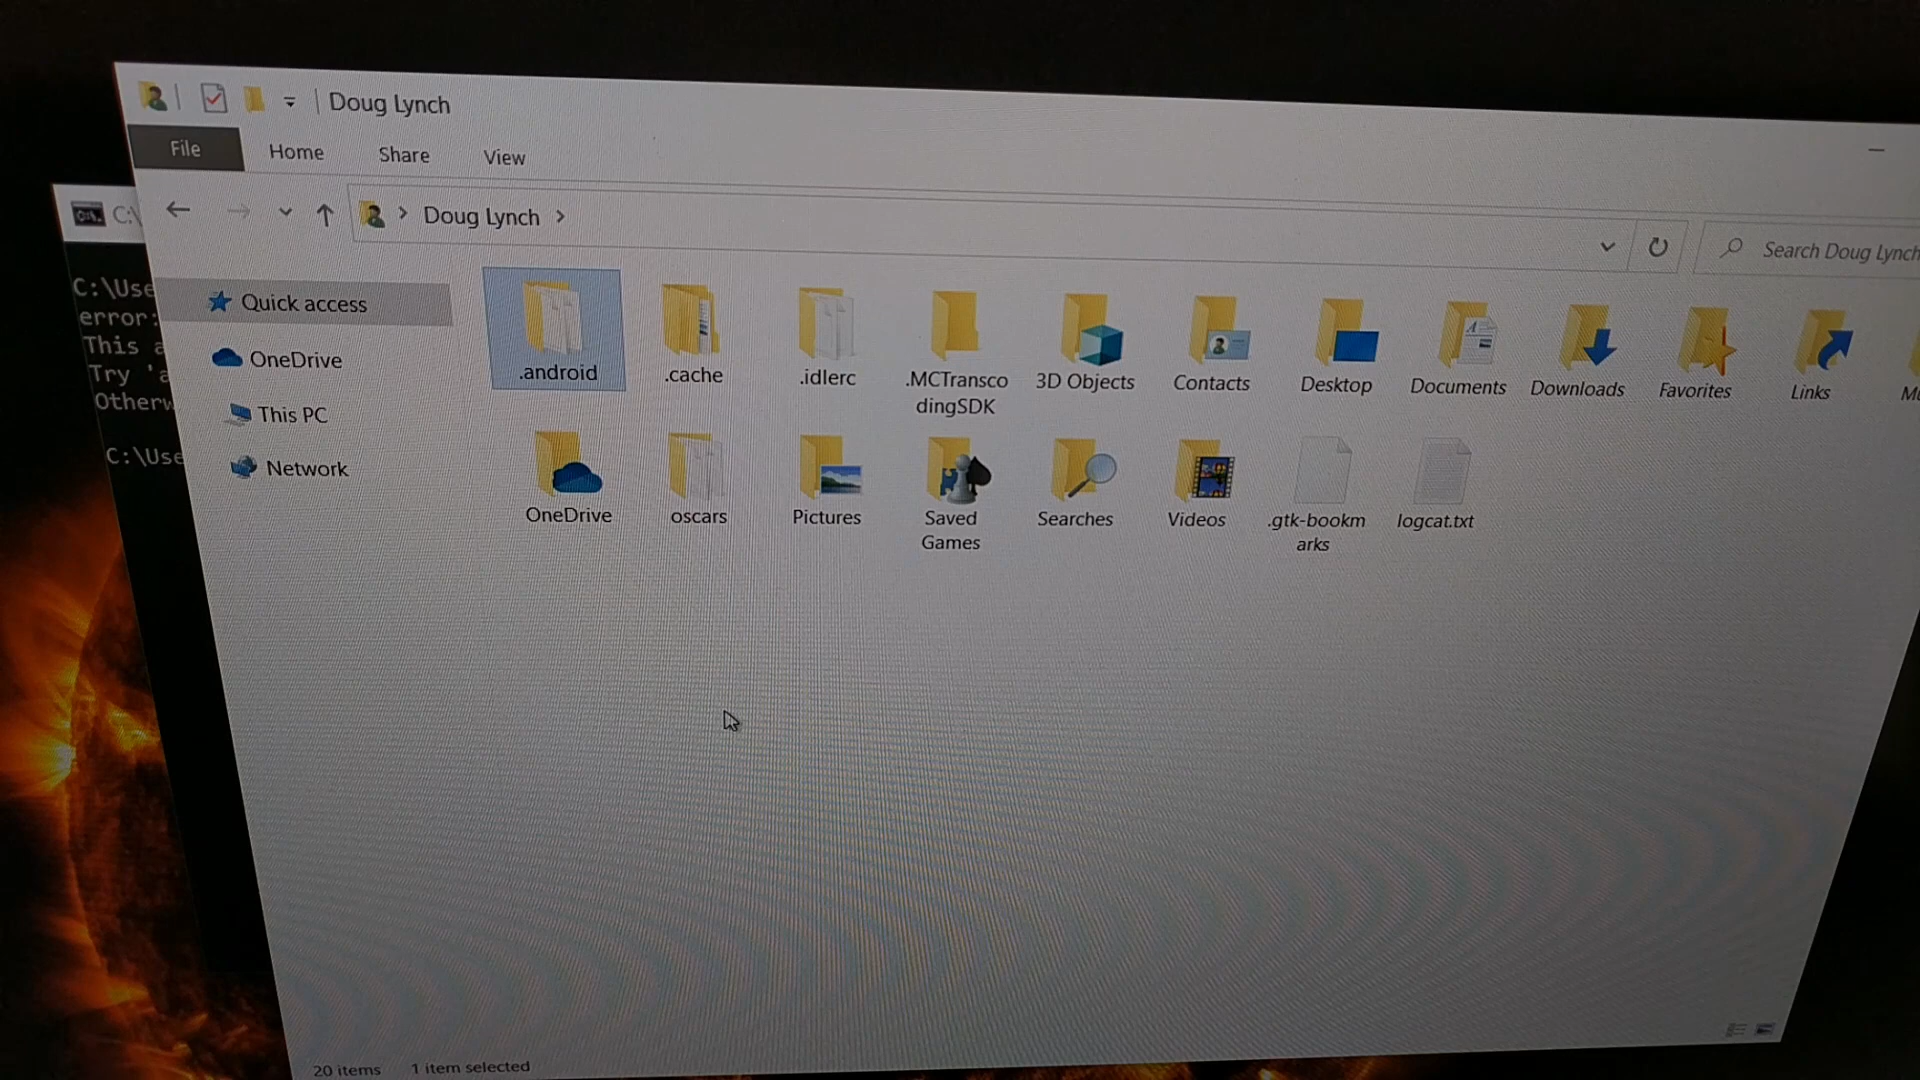 Doug Lynch
File Home Share View
C:\
Doug Lynch
Search Doug Lynch
C:\Use
error:
This a
Try 'a
Otherw
C:\Use
Quick access
OneDrive
This PC
Network
.android
.cache
.idlerc
.MCTransco
dingSDK
3D Objects
Contacts
Desktop
Documents
Downloads
Favorites
Links
OneDrive
oscars
Pictures
Saved
Games
Searches
Videos
.gtk-bookm
arks
logcat.txt
20 items 1 item selected